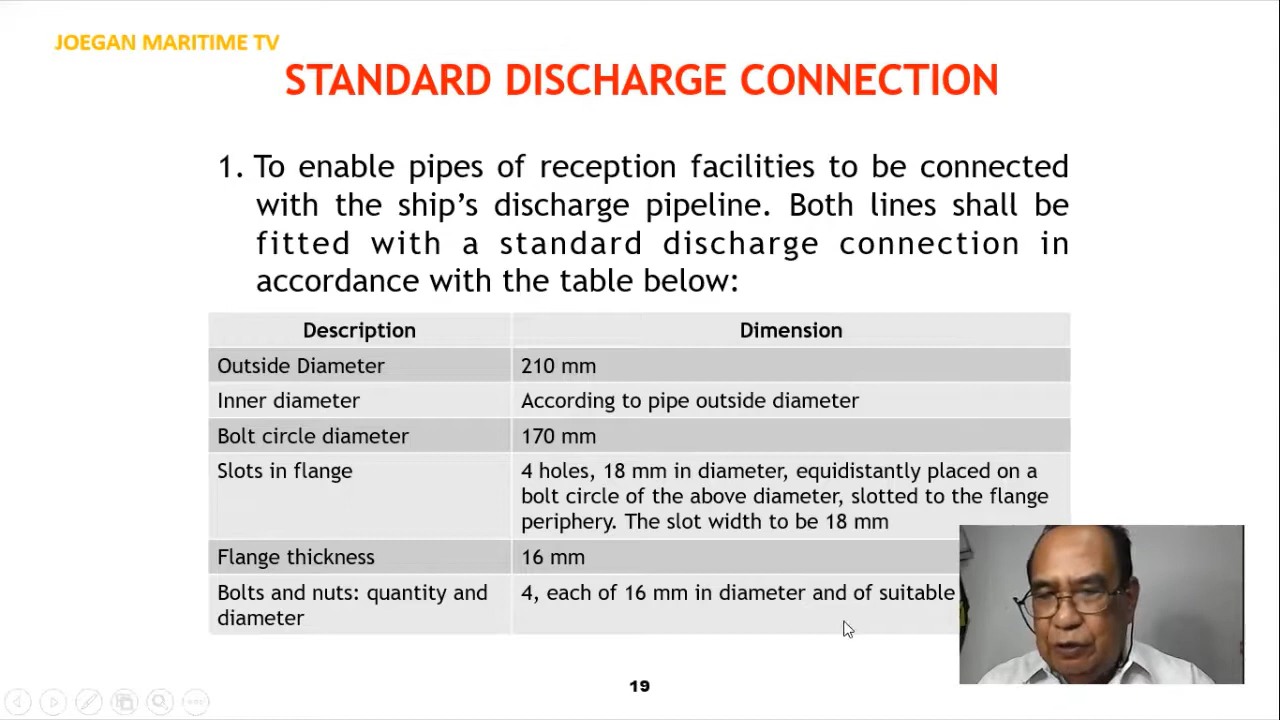 JOEGAN MARITIME TV
STANDARD DISCHARGE CONNECTION
1. To enable pipes of reception facilities to be connected
with the ship's discharge pipeline. Both lines shall be
fitted with a standard discharge connection in
accordance with the table below:
Description Dimension
Outside Diameter 210 mm
Inner diameter According to pipe outside diameter
Bolt circle diameter 170 mm
Slots in flange 4 holes, 18 mm in diameter, equidistantly placed on a
bolt circle of the above diameter, slotted to the flange
periphery. The slot width to be 18 mm
Flange thickness 16 mm
Bolts and nuts: quantity and 4, each of 16 mm in diameter and of suitable
diameter
19